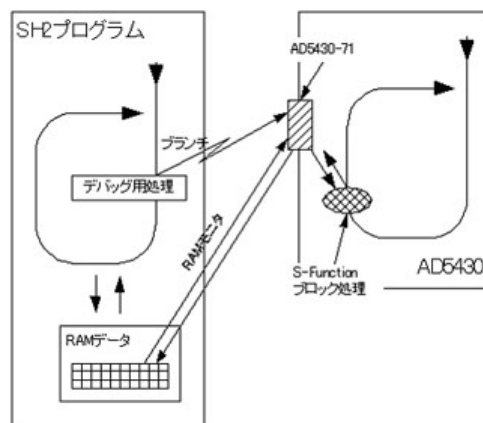 SH2プログラム
AD5430-71
ブランチ
デバッグ用処理
RAMモニタ
S-Function
ブロック処理
AD5430
RAMデータ